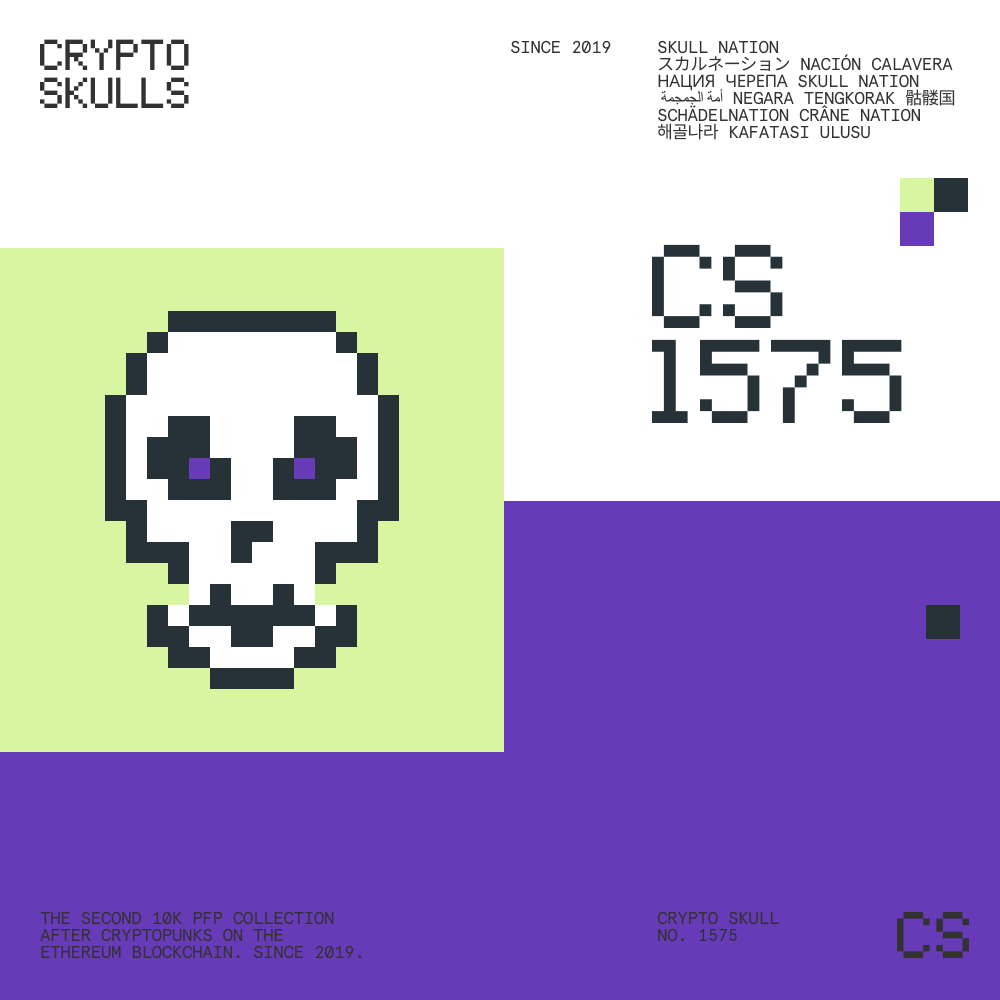 CRYPTO
SKULLS
SINCE 2019
SKULL NATION
スカルネーション NACIÓN CALAVERA
НАЦИЯ ЧЕРЕПА SKULL NATION
أمة الجمجمة NEGARA TENGKORAK 骷髅国
SCHÄDELNATION CRÂNE NATION
해골나라 KAFATASI ULUSU
CS
1575
THE SECOND 10K PFP COLLECTION
AFTER CRYPTOPUNKS ON THE
ETHEREUM BLOCKCHAIN. SINCE 2019.
CRYPTO SKULL
NO. 1575
CS